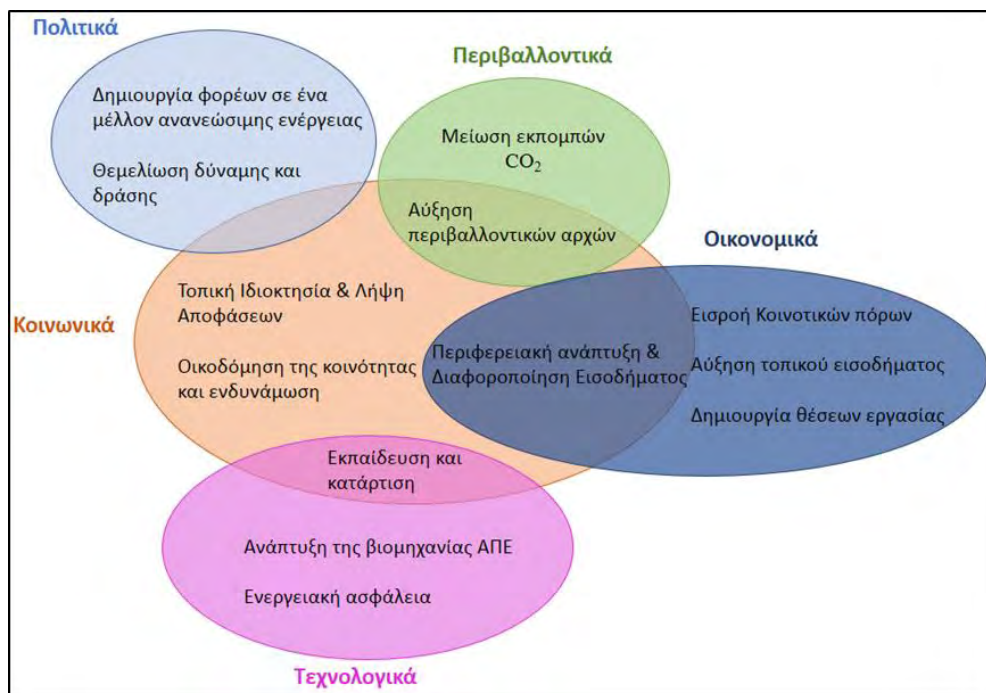 Πολιτικά
Δημιουργία φορέων σε ένα
μέλλον ανανεώσιμης ενέργειας
Θεμελίωση δύναμης και
δράσης
Περιβαλλοντικά
Μείωση εκπομπών
CO₂
Αύξηση
περιβαλλοντικών αρχών
Οικονομικά
Εισροή Κοινοτικών πόρων
Αύξηση τοπικού εισοδήματος
Δημιουργία θέσεων εργασίας
Περιφερειακή ανάπτυξη &
Διαφοροποίηση Εισοδήματος
Κοινωνικά
Τοπική Ιδιοκτησία & Λήψη
Αποφάσεων
Οικοδόμηση της κοινότητας
και ενδυνάμωση
Εκπαίδευση και
κατάρτιση
Ανάπτυξη της βιομηχανίας ΑΠΕ
Ενεργειακή ασφάλεια
Τεχνολογικά